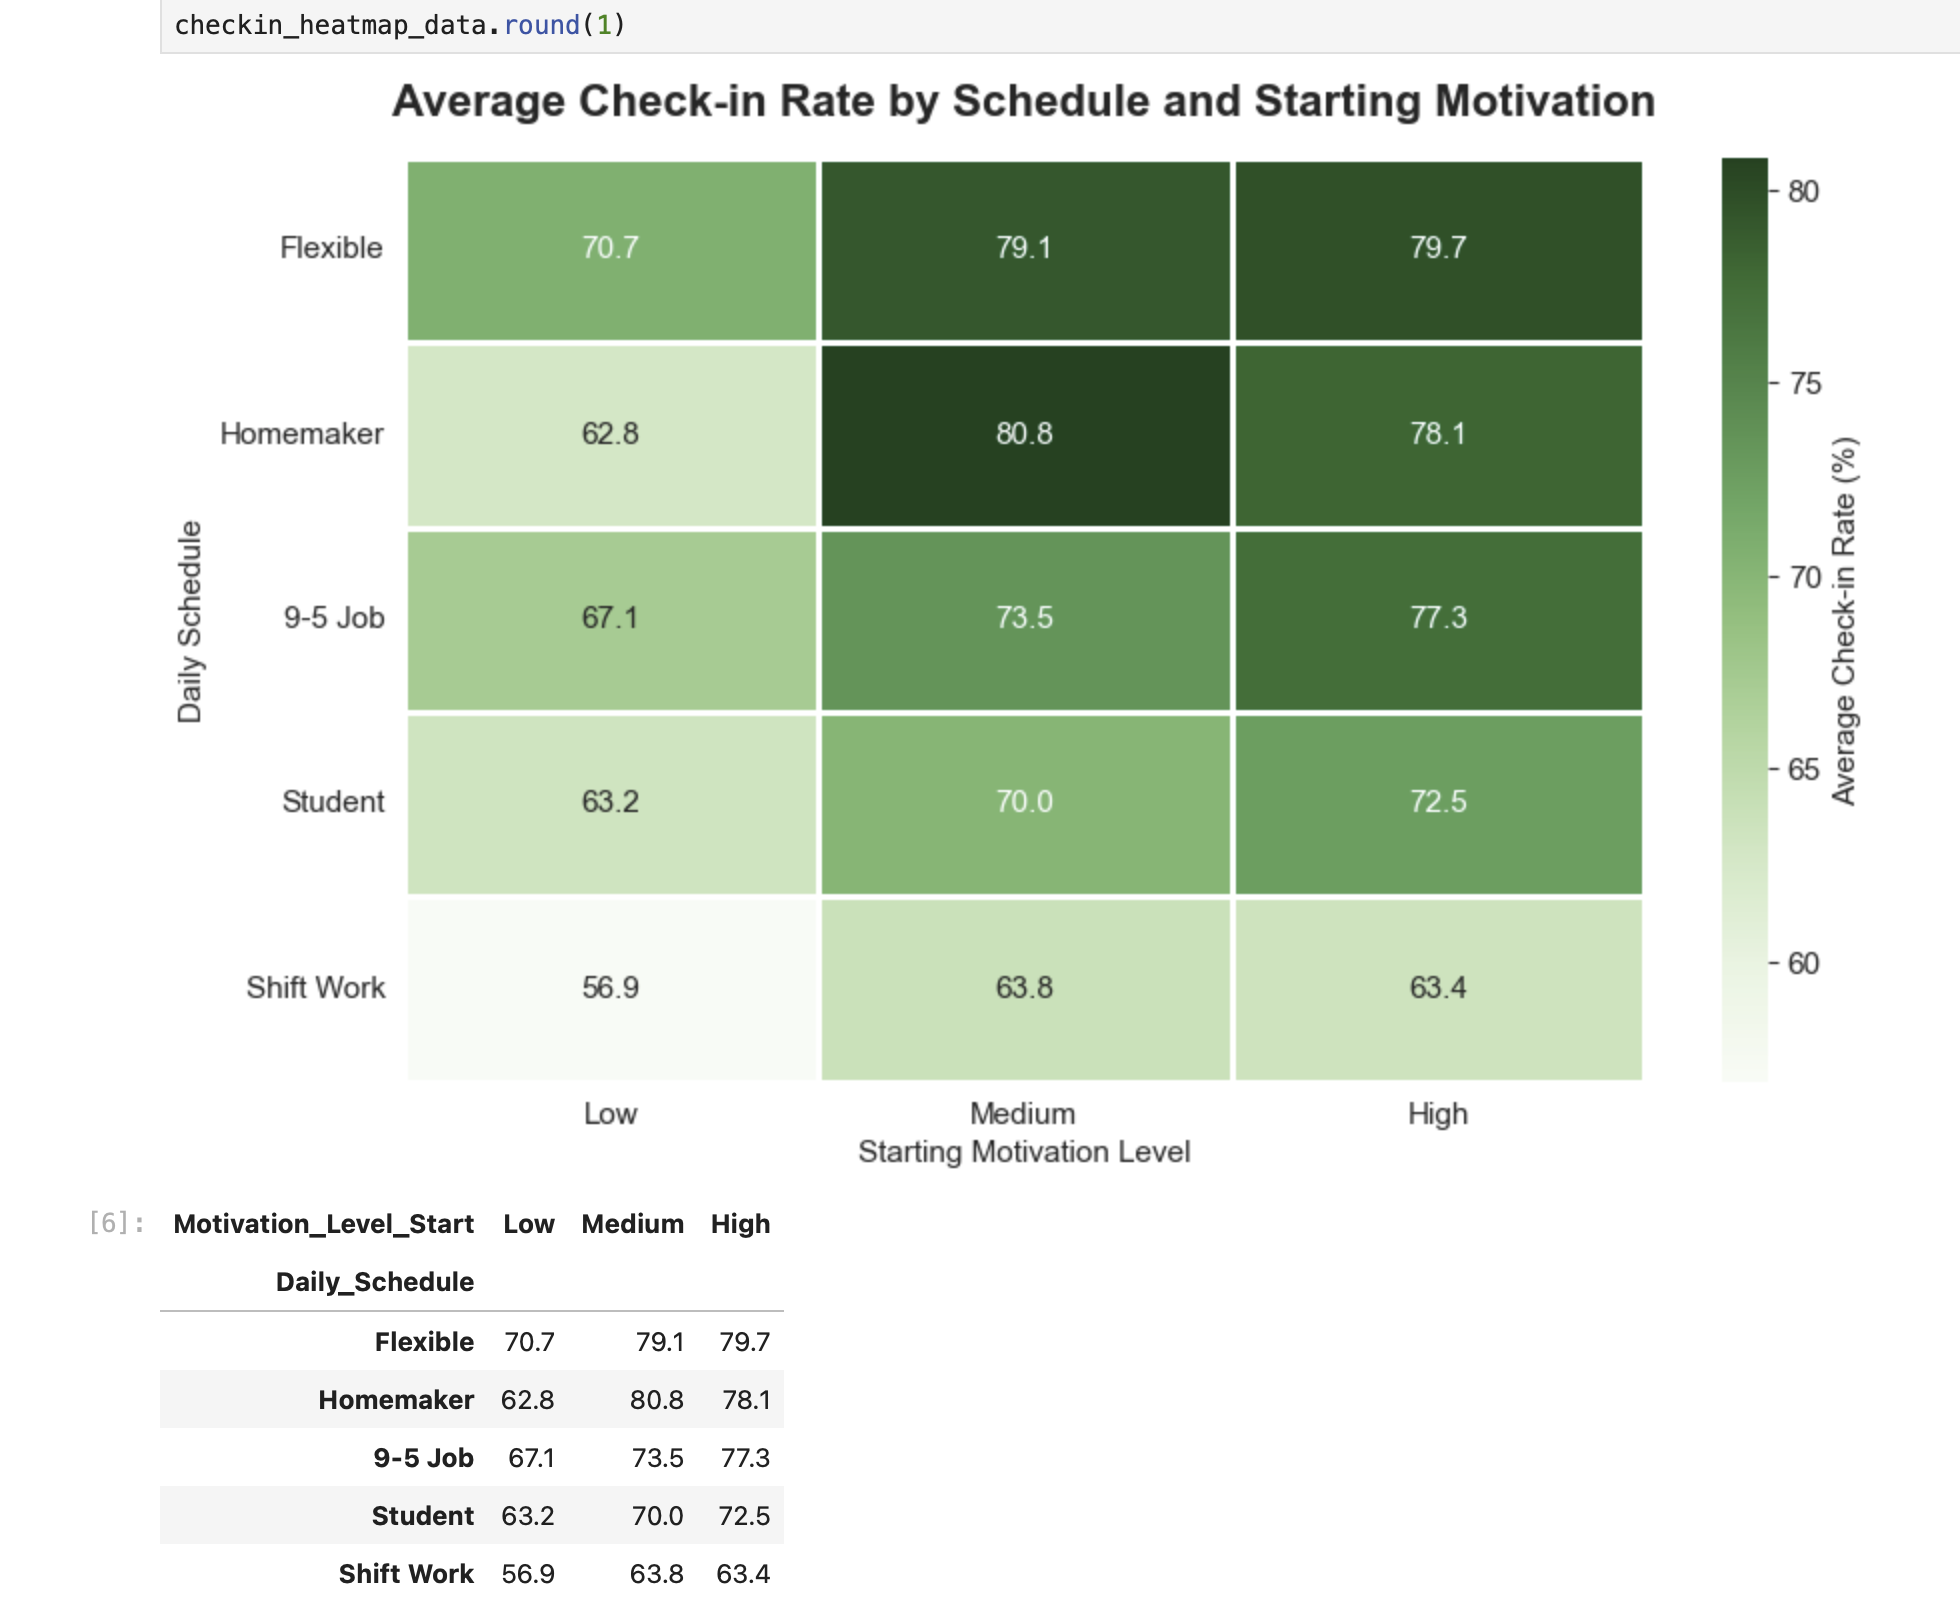 checkin_heatmap_data.round(1)
Average Check-in Rate by Schedule and Starting Motivation
Daily Schedule
Flexible 70.7 79.1 79.7
Homemaker 62.8 80.8 78.1
9-5 Job 67.1 73.5 77.3
Student 63.2 70.0 72.5
Shift Work 56.9 63.8 63.4
Low Medium High
Starting Motivation Level
80
75
70
65
60
Average Check-in Rate (%)
[6]: Motivation_Level_Start Low Medium High
Daily_Schedule
Flexible 70.7 79.1 79.7
Homemaker 62.8 80.8 78.1
9-5 Job 67.1 73.5 77.3
Student 63.2 70.0 72.5
Shift Work 56.9 63.8 63.4